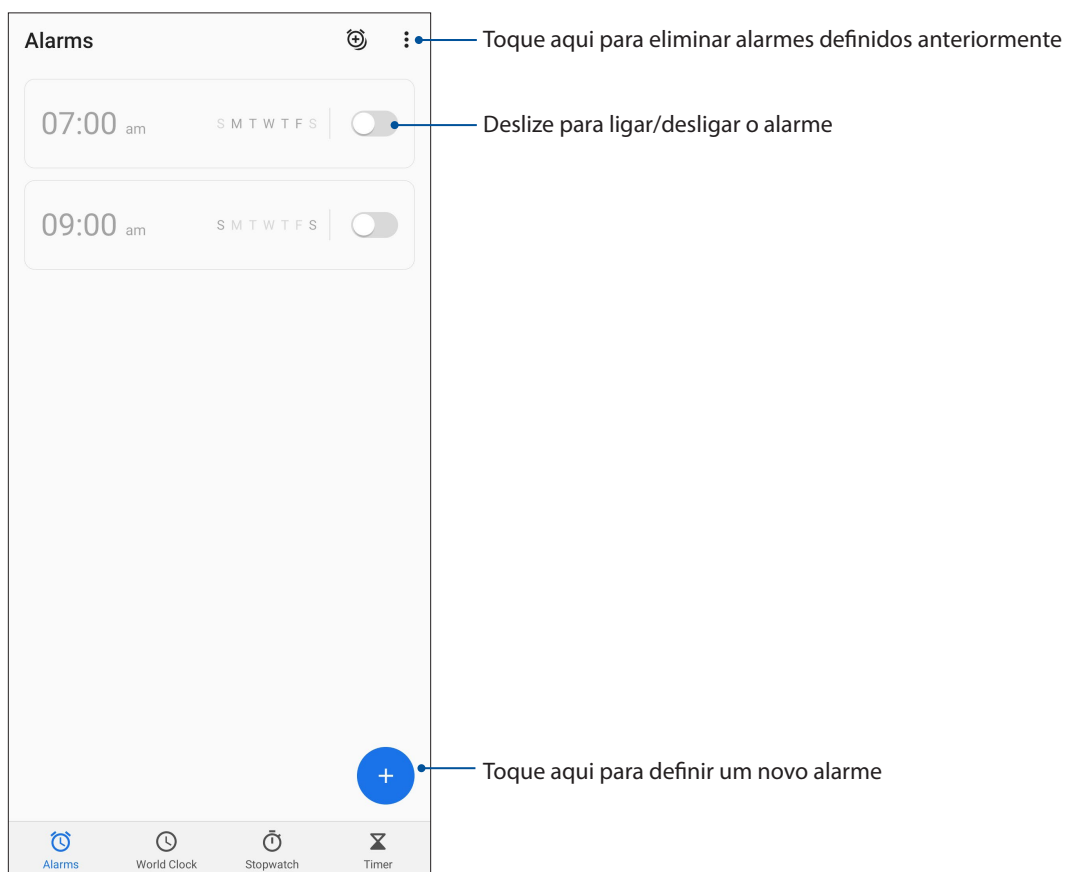 Alarms
Toque aqui para eliminar alarmes definidos anteriormente
07:00 am S M T W T F S
Deslize para ligar/desligar o alarme
09:00 am S M T W T F S
Toque aqui para definir um novo alarme
Alarms World Clock Stopwatch Timer